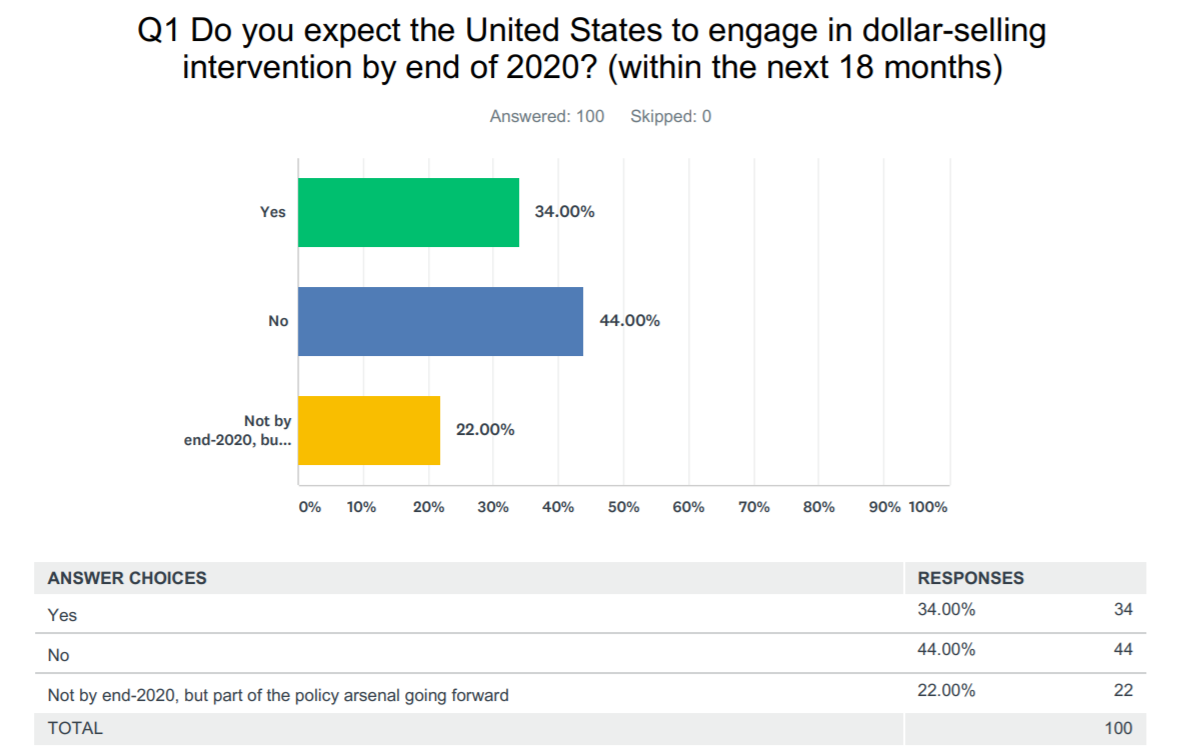 Q1 Do you expect the United States to engage in dollar-selling
intervention by end of 2020? (within the next 18 months)
Answered: 100 Skipped: 0
Yes
34.00%
No
44.00%
Not by
end-2020, bu...
22.00%
0% 10% 20% 30% 40% 50% 60% 70% 80% 90% 100%
ANSWER CHOICES RESPONSES
Yes 34.00% 34
No 44.00% 44
Not by end-2020, but part of the policy arsenal going forward 22.00% 22
TOTAL 100